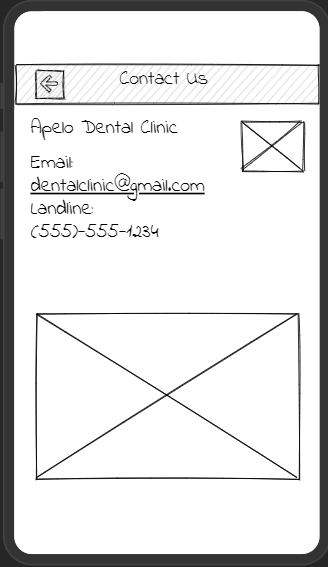 Contact Us
Apelo Dental Clinic
Email:
dentalclinic@gmail.com
Landline:
(555)-555-1234